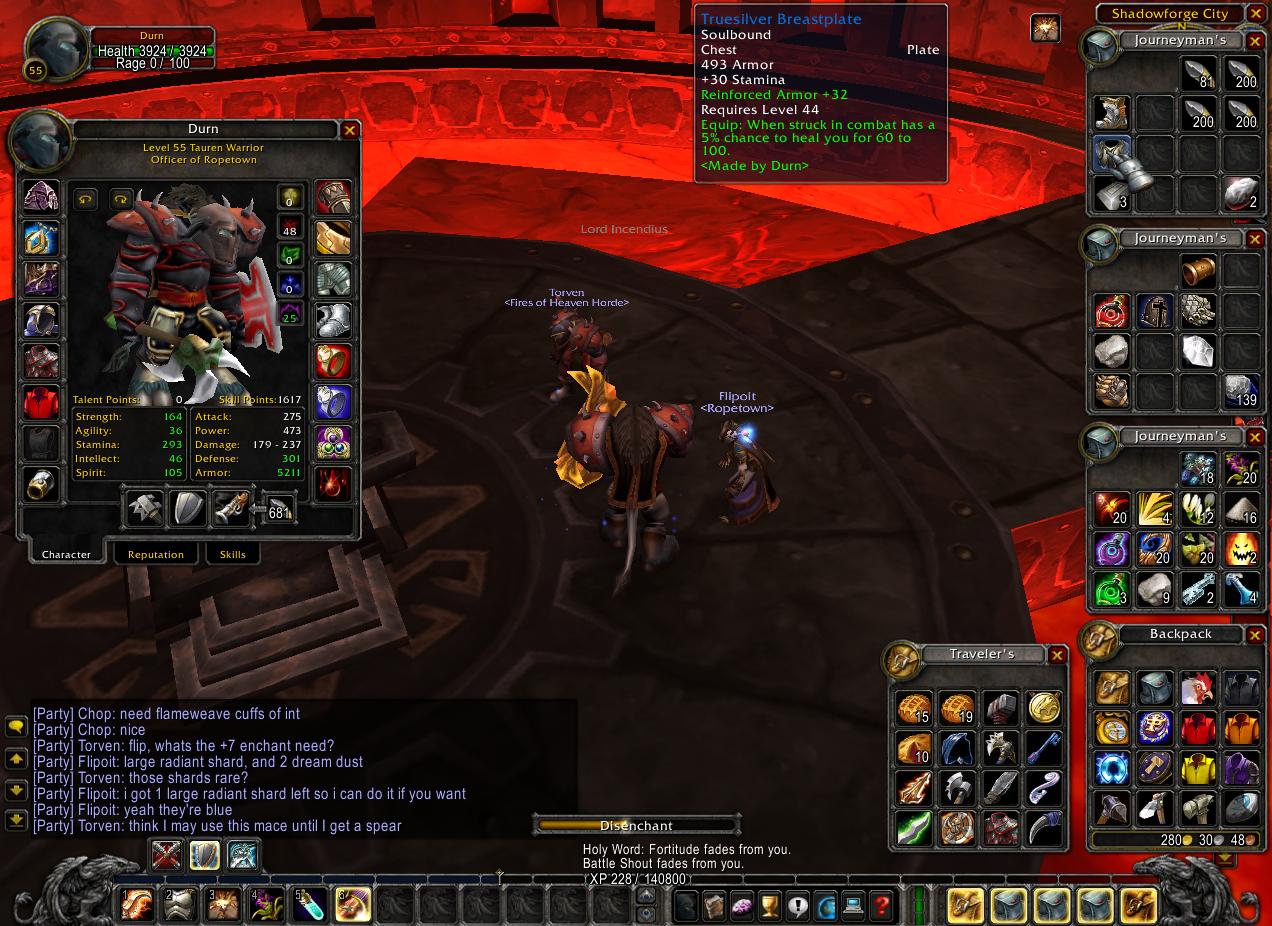 Durn
Health 3924 / 3924
Rage 0 / 100
55
Truesilver Breastplate
Soulbound
Chest Plate
493 Armor
+30 Stamina
Reinforced Armor +32
Requires Level 44
Equip: When struck in combat has a
5% chance to heal you for 60 to
100.
<Made by Durn>
Shadowforge City
N
Journeyman's
81 200
200 200
3 2
Durn
Level 55 Tauren Warrior
Officer of Ropetown
0
48
0
0
25
Talent Points: 0 Skill Points: 1617
Strength: 164 Attack: 275
Agility: 36 Power: 473
Stamina: 293 Damage: 179 - 237
Intellect: 46 Defense: 301
Spirit: 105 Armor: 5211
681
Character Reputation Skills
Lord Incendius
Torven
<Fires of Heaven Horde>
Flipoit
<Ropetown>
Journeyman's
139
Journeyman's
18 20
20 4 12 16
20 20 2
3 9 2 4
Traveler's
15 19
10
Backpack
280 30 48
[Party] Chop: need flameweave cuffs of int
[Party] Chop: nice
[Party] Torven: flip, whats the +7 enchant need?
[Party] Flipoit: large radiant shard, and 2 dream dust
[Party] Torven: those shards rare?
[Party] Flipoit: i got 1 large radiant shard left so i can do it if you want
[Party] Flipoit: yeah they're blue
[Party] Torven: think I may use this mace until I get a spear
Disenchant
Holy Word: Fortitude fades from you.
Battle Shout fades from you.
XP 228 / 140800
1 2 3 4 5 6